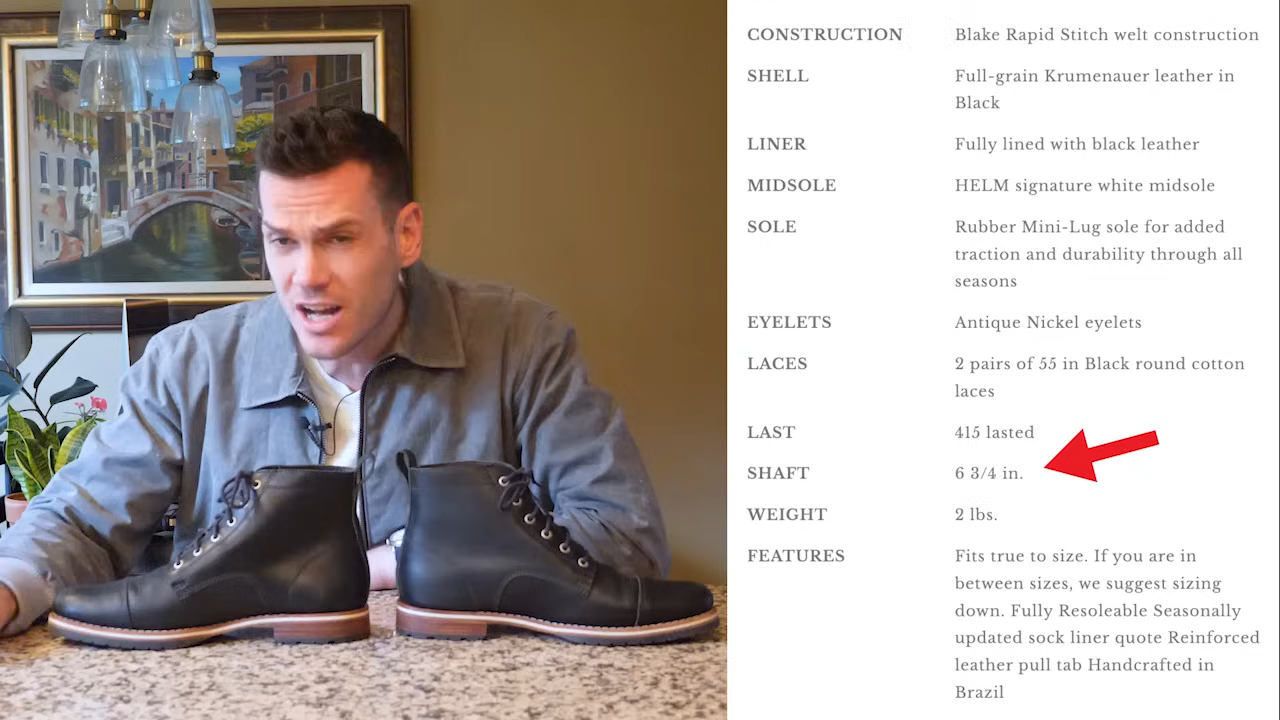 CONSTRUCTION Blake Rapid Stitch welt construction
SHELL Full-grain Krumenauer leather in
Black
LINER Fully lined with black leather
MIDSOLE HELM signature white midsole
SOLE Rubber Mini-Lug sole for added
traction and durability through all
seasons
EYELETS Antique Nickel eyelets
LACES 2 pairs of 55 in Black round cotton
laces
LAST 415 lasted
SHAFT 6 3/4 in.
WEIGHT 2 lbs.
FEATURES Fits true to size. If you are in
between sizes, we suggest sizing
down. Fully Resoleable Seasonally
updated sock liner quote Reinforced
leather pull tab Handcrafted in
Brazil